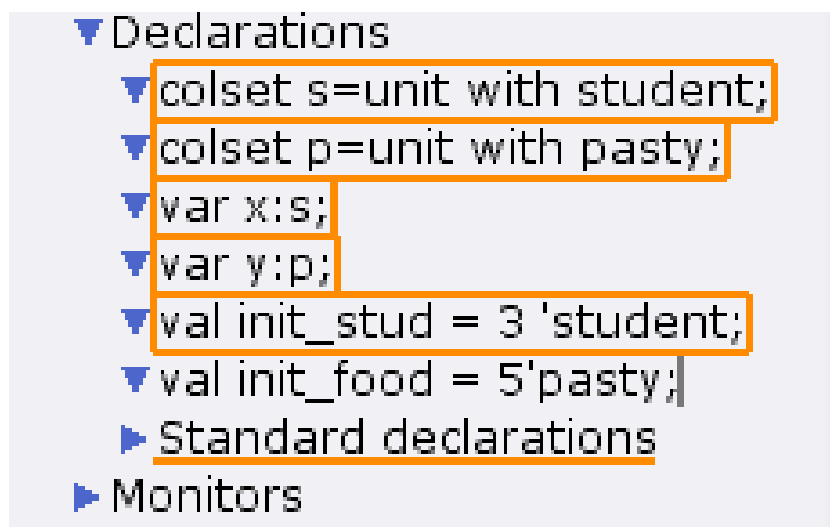 Declarations
colset s=unit with student;
colset p=unit with pasty;
var x:s;
var y:p;
val init_stud = 3 'student;
val init_food = 5'pasty;
Standard declarations
Monitors